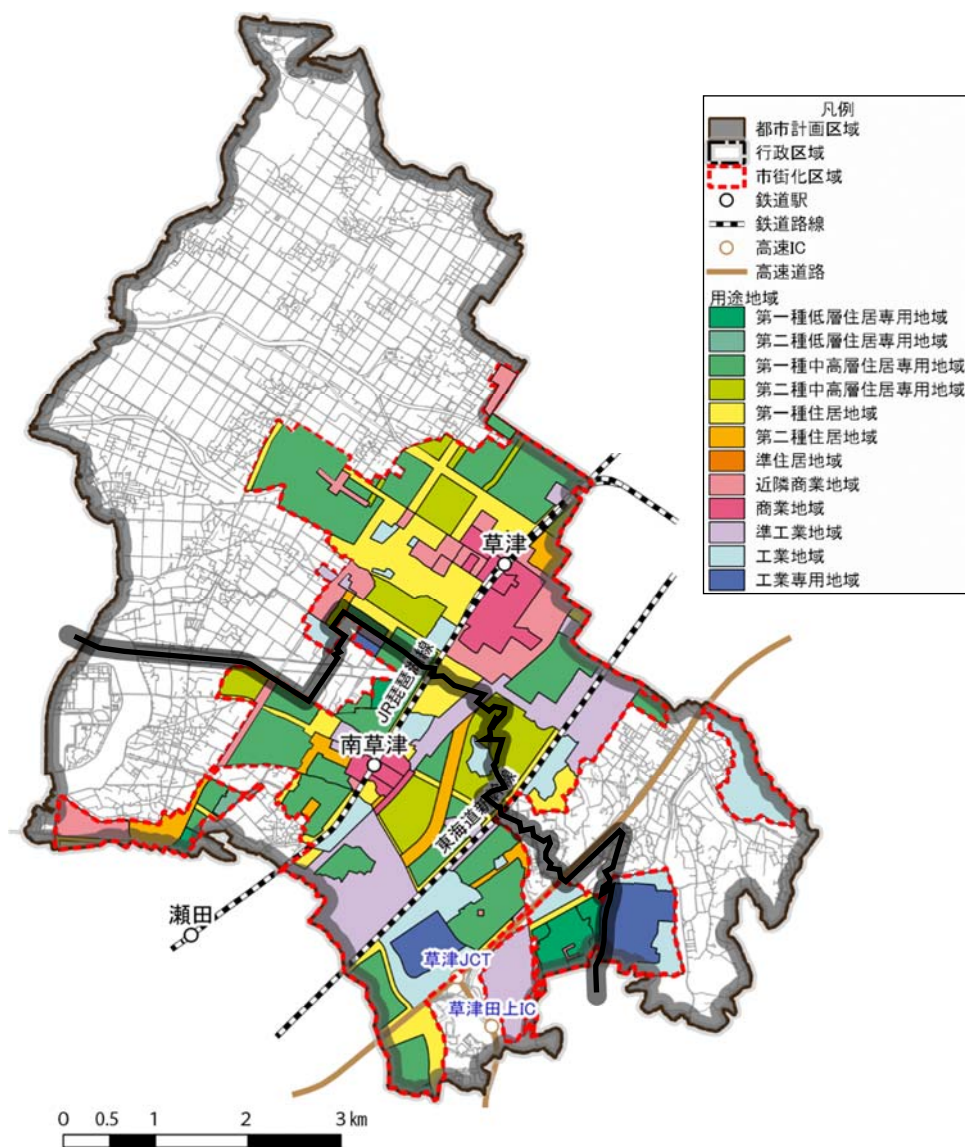 凡例
都市計画区域
行政区域
市街化区域
鉄道駅
鉄道路線
高速IC
高速道路
用途地域
第一種低層住居専用地域
第二種低層住居専用地域
第一種中高層住居専用地域
第二種中高層住居専用地域
第一種住居地域
第二種住居地域
準住居地域
近隣商業地域
商業地域
準工業地域
工業地域
工業専用地域
草津
JR琵琶湖線
南草津
東海道新幹線
瀬田
草津JCT
草津田上IC
0 0.5 1 2 3 km